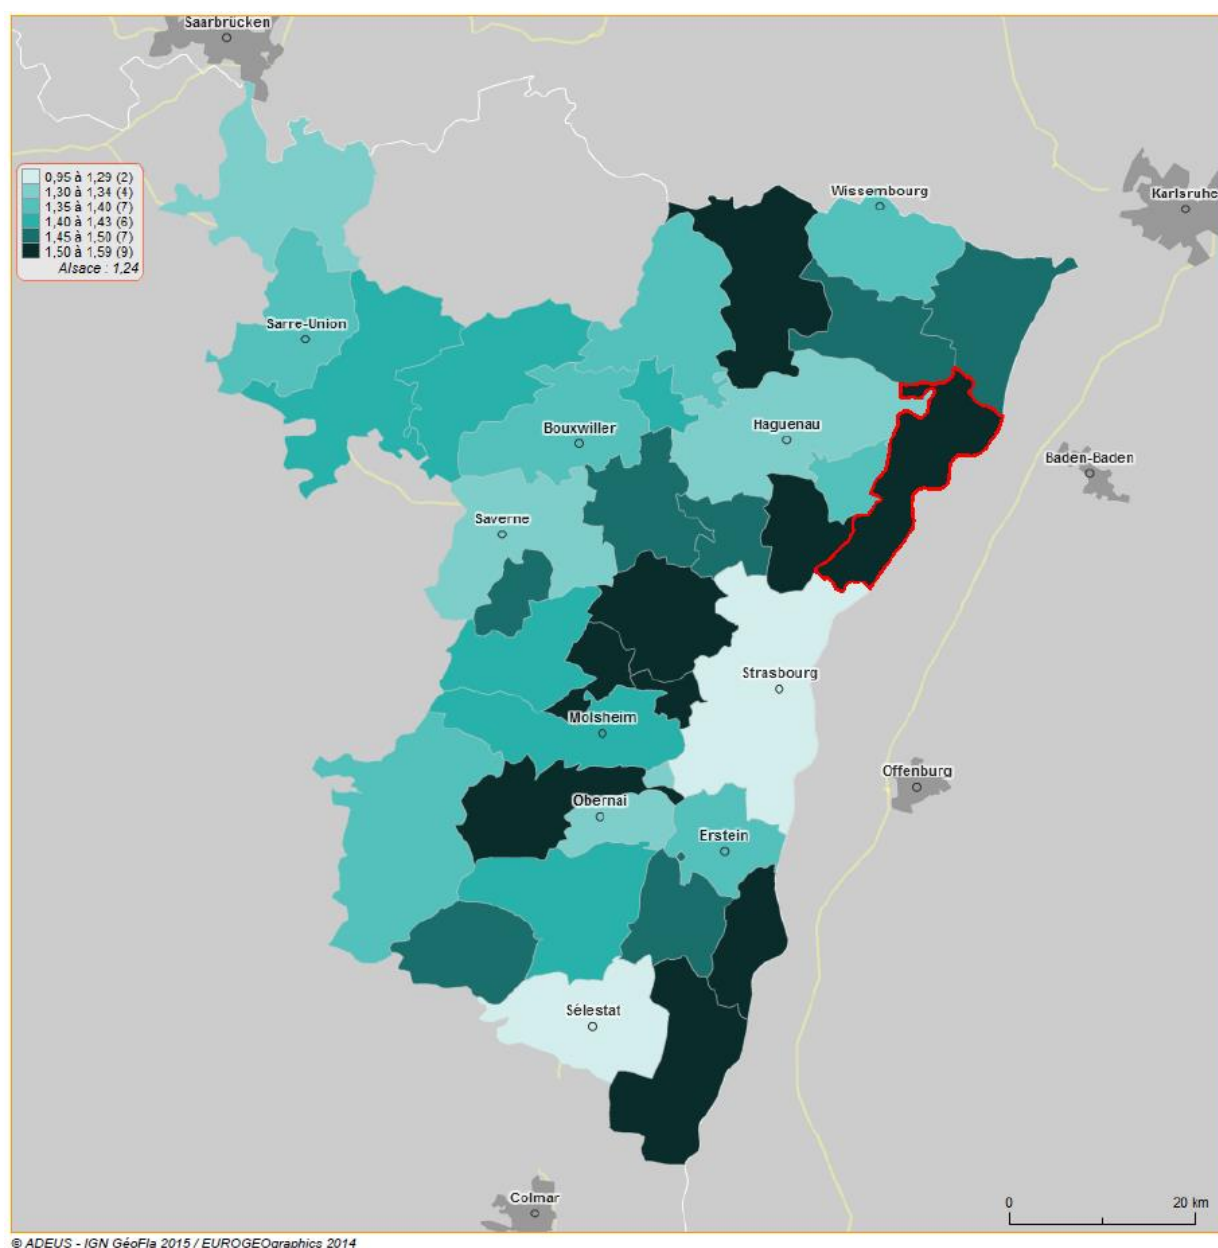 Saarbrücken
Wissembourg
Karlsruhe
0,95 à 1,29 (2)
1,30 à 1,34 (4)
1,35 à 1,40 (7)
1,40 à 1,43 (6)
1,45 à 1,50 (7)
1,50 à 1,59 (9)
Alsace : 1,24
Sarre-Union
Bouxwiller
Haguenau
Baden-Baden
Saverne
Strasbourg
Molsheim
Offenburg
Obernai
Erstein
Sélestat
Colmar
0
20 km
© ADEUS - IGN GéoFla 2015 / EUROGEOgraphics 2014